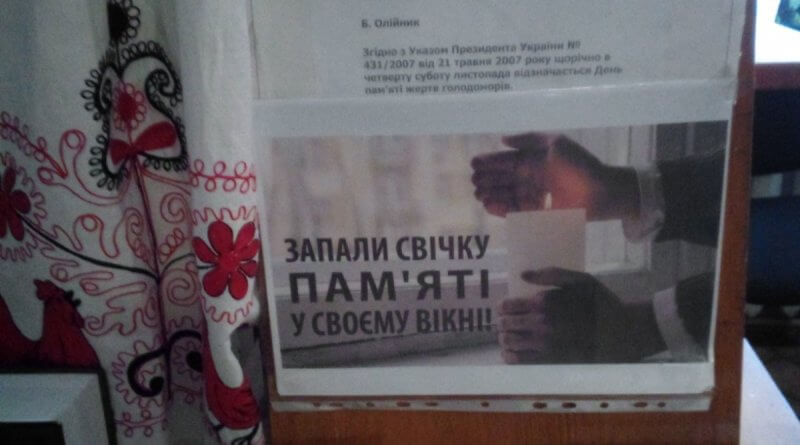 Б. Олійник
Згідно з Указом Президента України №
431/2007 від 21 травня 2007 року щорічно в
четверту суботу листопада відзначається День
пам'яті жертв голодоморів.
ЗАПАЛИ СВІЧКУ
ПАМ'ЯТІ
У СВОЄМУ ВІКНІ!